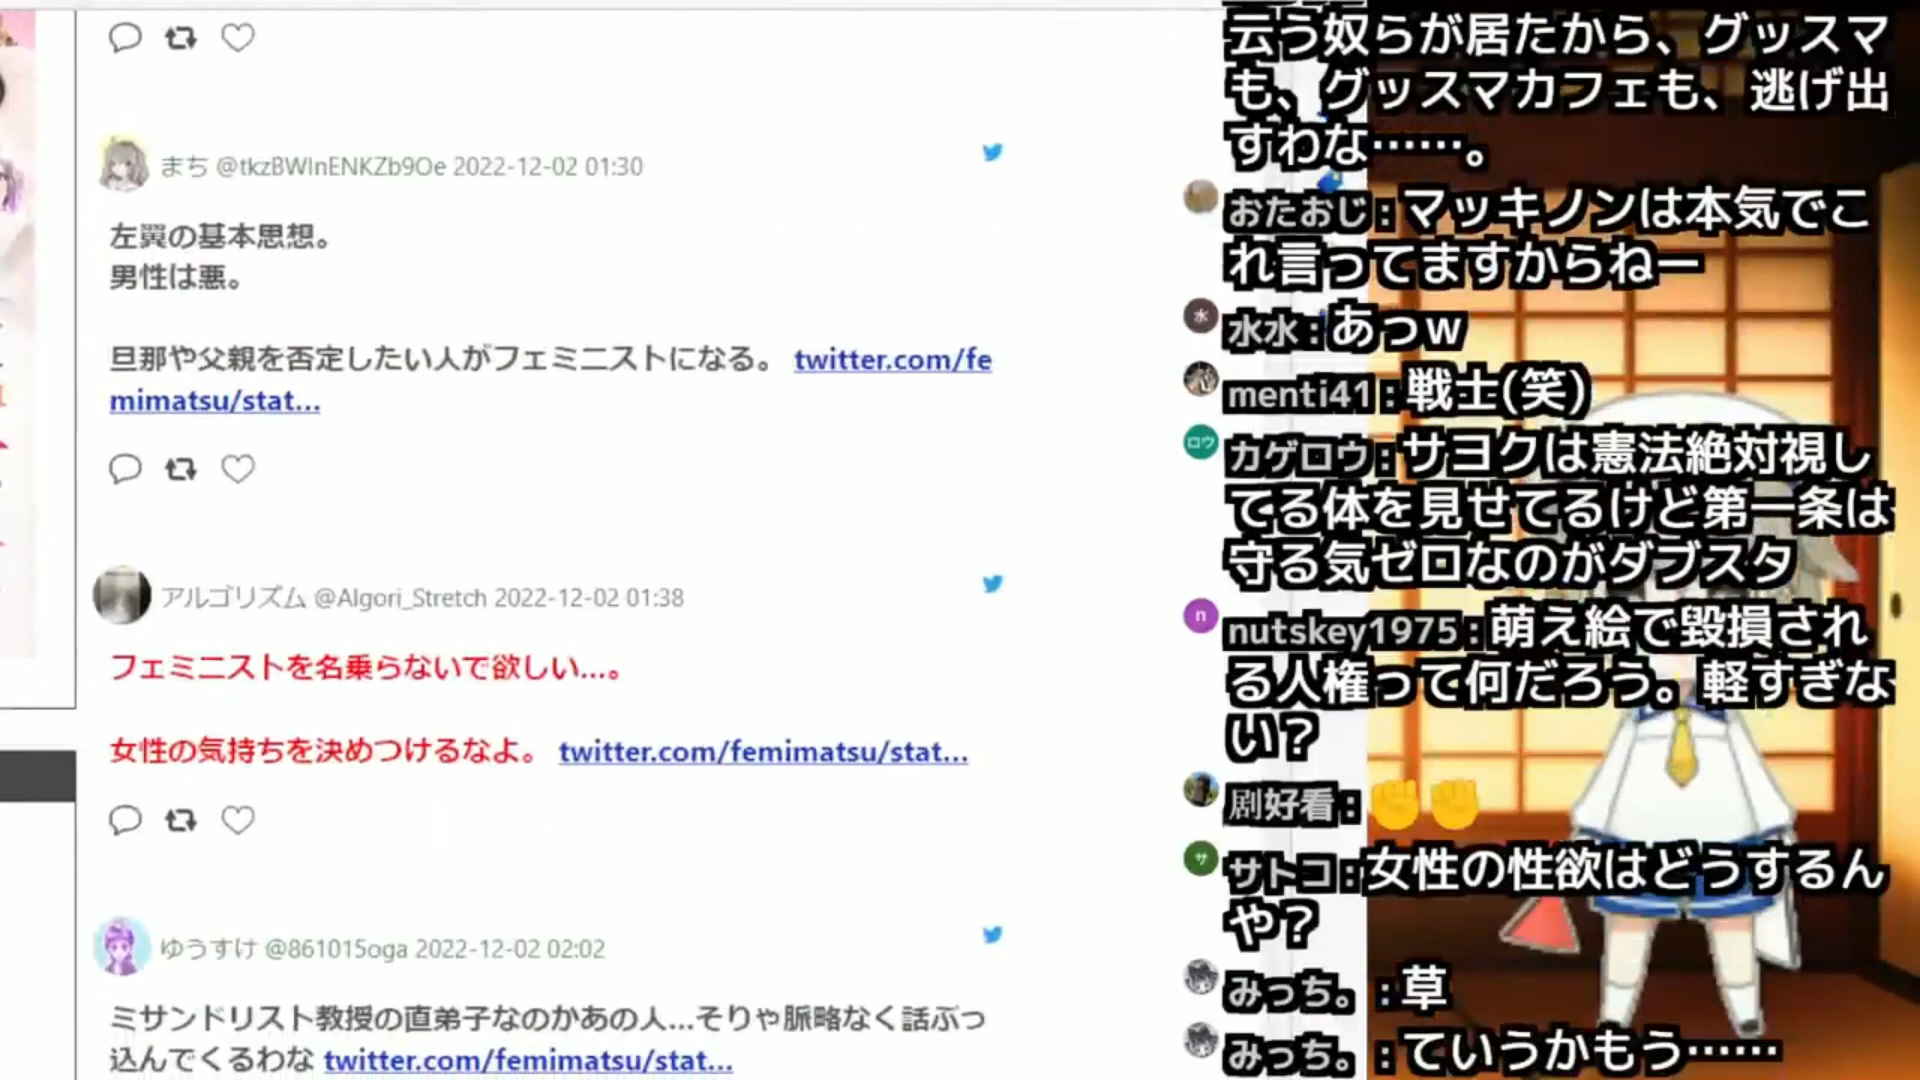 まち @tkzBWInENKZb9Oe 2022-12-02 01:30
左翼の基本思想。
男性は悪。
旦那や父親を否定したい人がフェミニストになる。 twitter.com/fe
mimatsu/stat...
アルゴリズム @Algori_Stretch 2022-12-02 01:38
フェミニストを名乗らないで欲しい...。
女性の気持ちを決めつけるなよ。 twitter.com/femimatsu/stat...
ゆうすけ @861015oga 2022-12-02 02:02
ミサンドリスト教授の直弟子なのかあの人...そりゃ脈略なく話ぶっ
込んでくるわな twitter.com/femimatsu/stat...
云う奴らが居たから、グッスマ
も、グッスマカフェも、逃げ出
すわな……。
おたおじ : マッキノンは本気でこ
れ言ってますからねー
水
水水 : あっw
menti41 : 戦士(笑)
ロウ
カゲロウ : サヨクは憲法絶対視し
てる体を見せてるけど第一条は
守る気ゼロなのがダブスタ
n
nutskey1975 : 萌え絵で毀損され
る人権って何だろう。軽すぎな
い?
剧好看 : ✊✊
サ
サトコ : 女性の性欲はどうするん
や?
みっち。 : 草
みっち。 : ていうかもう……